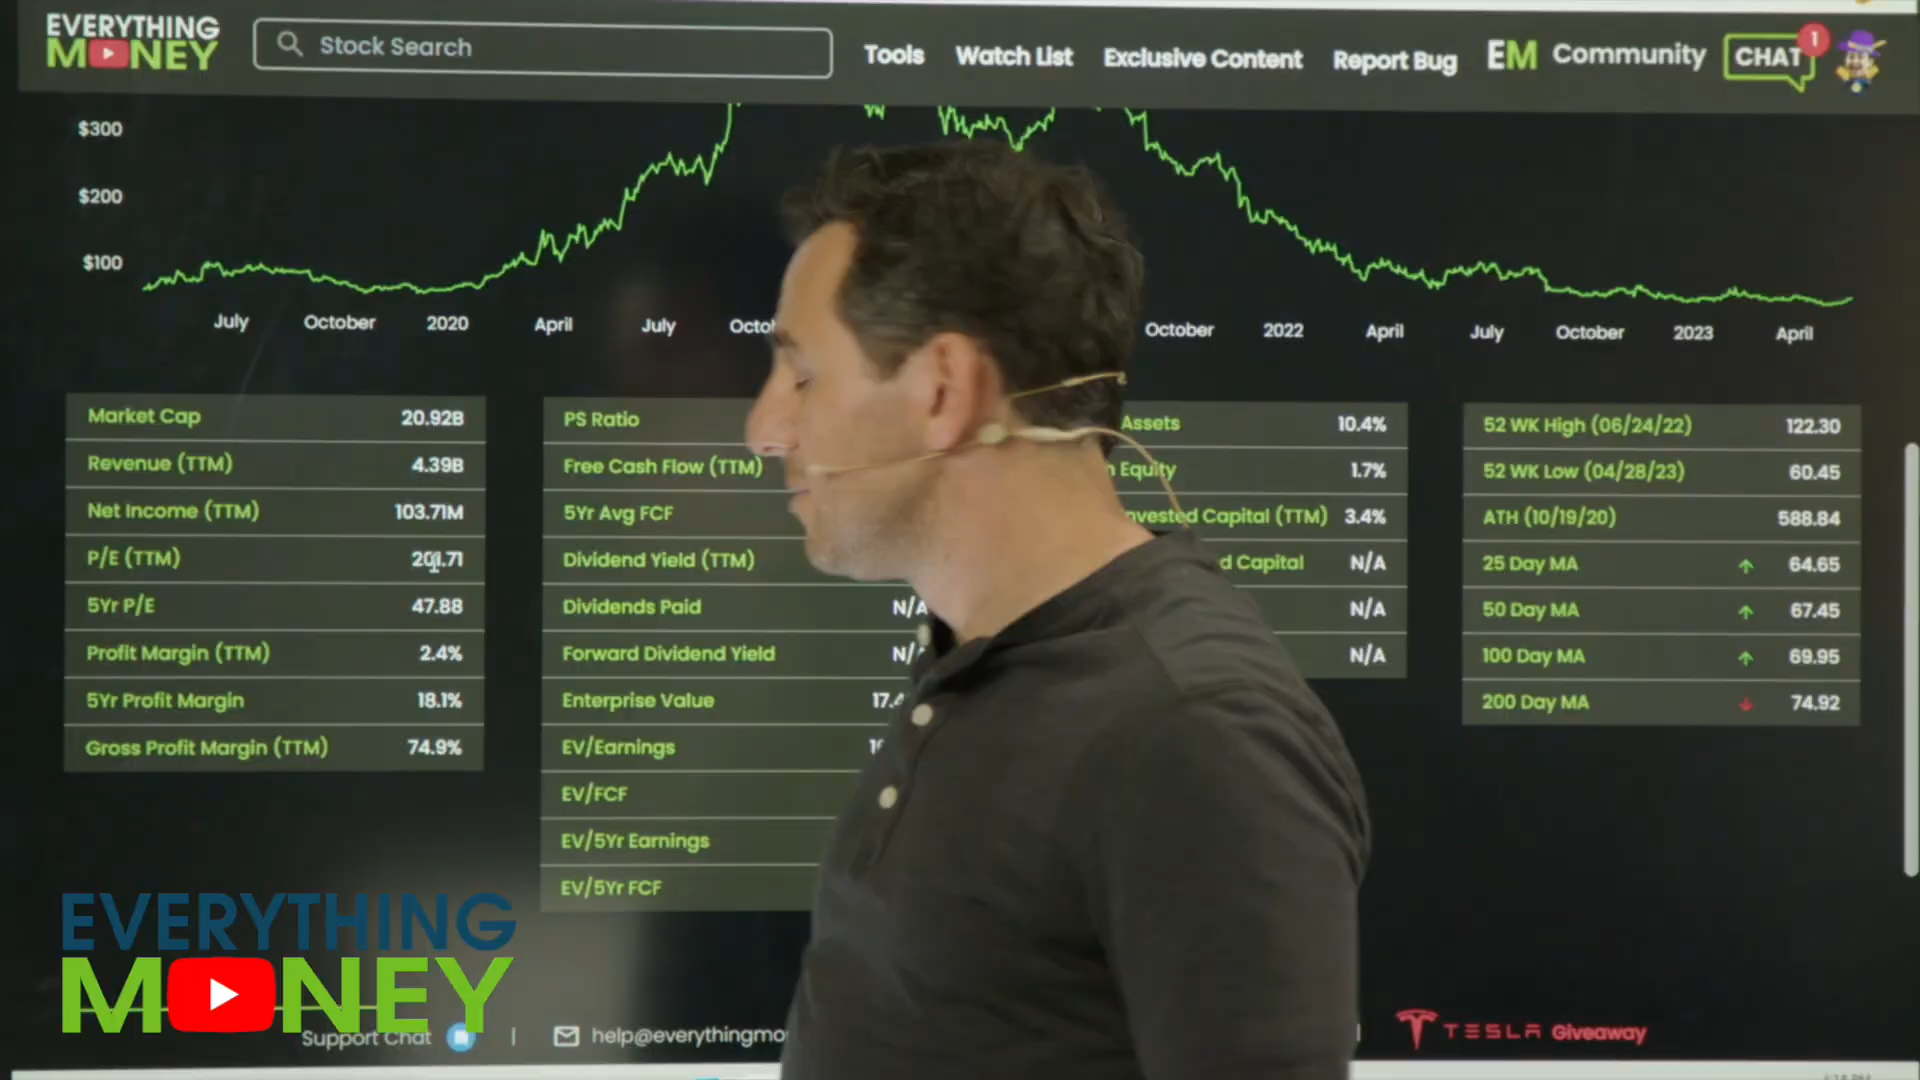 EVERYTHING
MONEY
Stock Search
Tools
Watch List
Exclusive Content
Report Bug
EM Community
CHAT
1
$300
$200
$100
July
October
2020
April
July
October
2022
April
July
October
2023
April
Market Cap 20.92B
Revenue (TTM) 4.39B
Net Income (TTM) 103.71M
P/E (TTM) 201.71
5Yr P/E 47.88
Profit Margin (TTM) 2.4%
5Yr Profit Margin 18.1%
Gross Profit Margin (TTM) 74.9%
PS Ratio
Free Cash Flow (TTM)
5Yr Avg FCF
Dividend Yield (TTM)
Dividends Paid N/A
Forward Dividend Yield N/A
Enterprise Value 17.4
EV/Earnings
EV/FCF
EV/5Yr Earnings
EV/5Yr FCF
Assets 10.4%
Equity 1.7%
Invested Capital (TTM) 3.4%
Capital N/A
N/A
N/A
52 WK High (06/24/22) 122.30
52 WK Low (04/28/23) 60.45
ATH (10/19/20) 588.84
25 Day MA 64.65
50 Day MA 67.45
100 Day MA 69.95
200 Day MA 74.92
EVERYTHING
MONEY
Support Chat
|
help@everythingmo
TESLA Giveaway